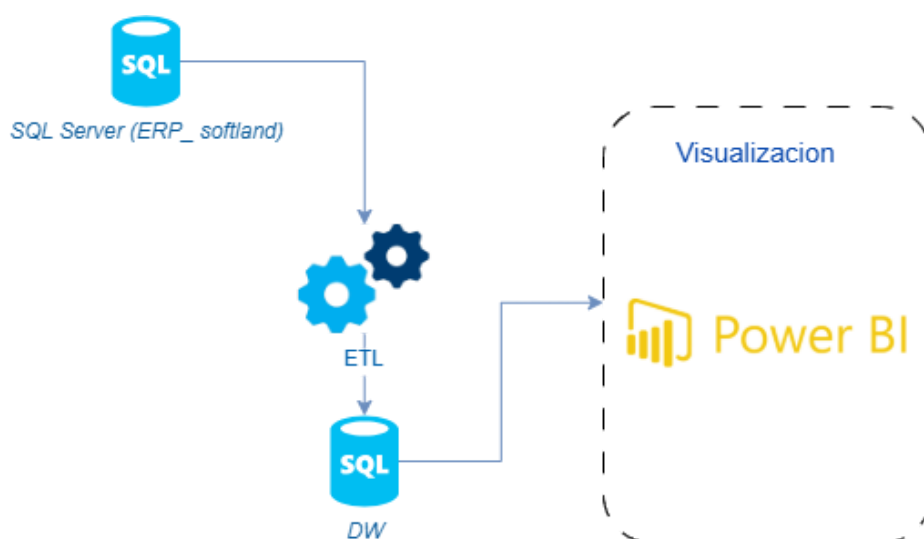 SQL
SQL Server (ERP_ softland)
Visualizacion
Power BI
ETL
SQL
DW